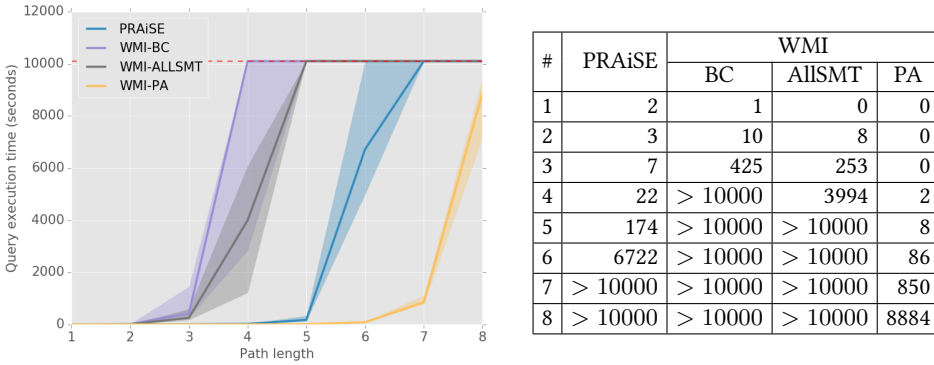 12000
10000
8000
6000
4000
2000
0
Query execution time (seconds)
PRAiSE
WMI-BC
WMI-ALLSMT
WMI-PA
1 2 3 4 5 6 7 8
Path length
# PRAiSE WMI
BC AllSMT PA
1 2 1 0 0
2 3 10 8 0
3 7 425 253 0
4 22 > 10000 3994 2
5 174 > 10000 > 10000 8
6 6722 > 10000 > 10000 86
7 > 10000 > 10000 > 10000 850
8 > 10000 > 10000 > 10000 8884